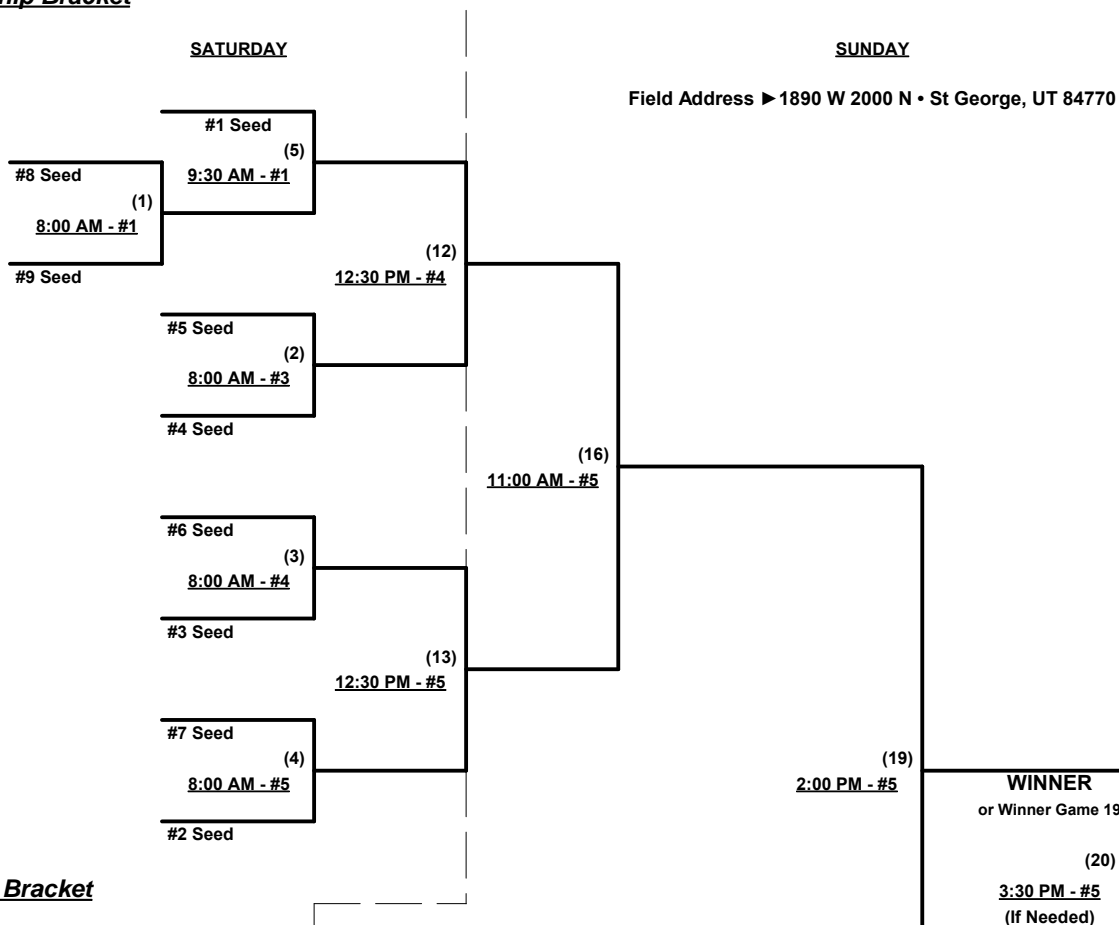 Bracket
SATURDAY
SUNDAY
Field Address ►1890 W 2000 N • St George, UT 84770
#1 Seed
(5)
9:30 AM - #1
#8 Seed
(1)
8:00 AM - #1
#9 Seed
(12)
12:30 PM - #4
#5 Seed
(2)
8:00 AM - #3
#4 Seed
(16)
11:00 AM - #5
#6 Seed
(3)
8:00 AM - #4
#3 Seed
(13)
12:30 PM - #5
#7 Seed
(4)
8:00 AM - #5
#2 Seed
(19)
2:00 PM - #5
WINNER
or Winner Game 19
(20)
3:30 PM - #5
(If Needed)
Bracket